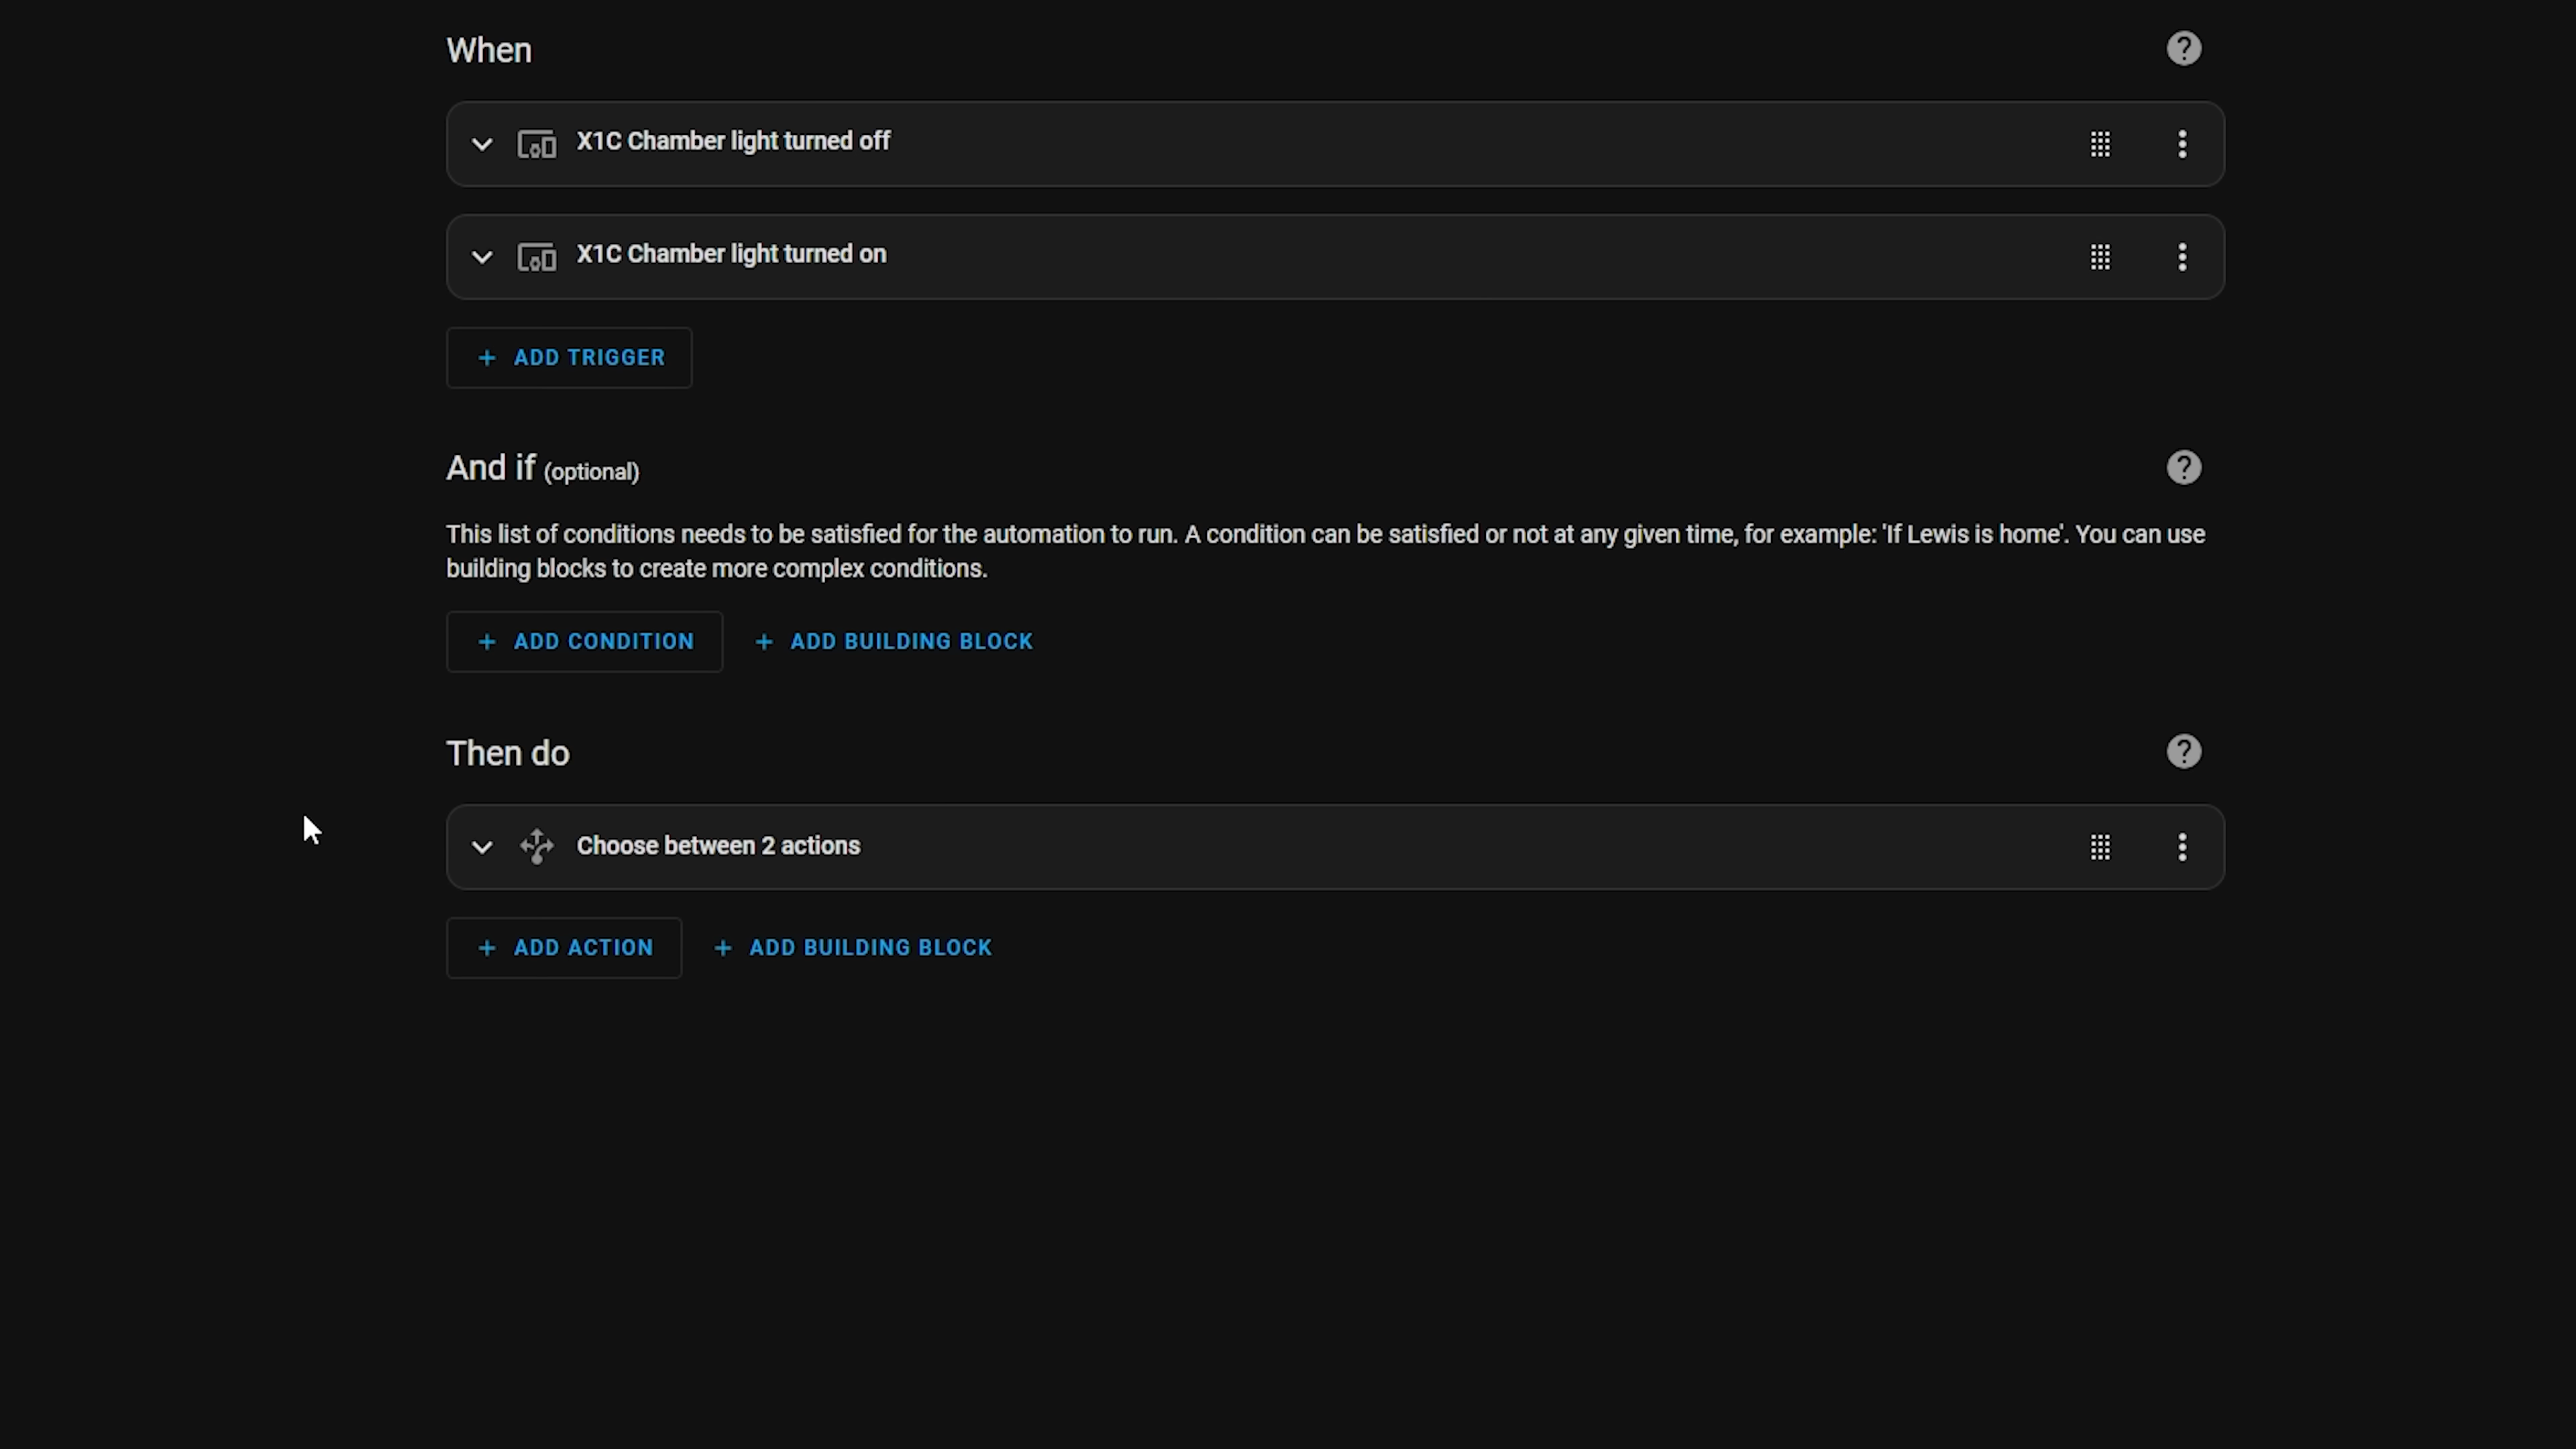 When
X1C Chamber light turned off
X1C Chamber light turned on
+ ADD TRIGGER
And if (optional)
This list of conditions needs to be satisfied for the automation to run. A condition can be satisfied or not at any given time, for example: 'If Lewis is home'. You can use
building blocks to create more complex conditions.
+ ADD CONDITION + ADD BUILDING BLOCK
Then do
Choose between 2 actions
+ ADD ACTION + ADD BUILDING BLOCK